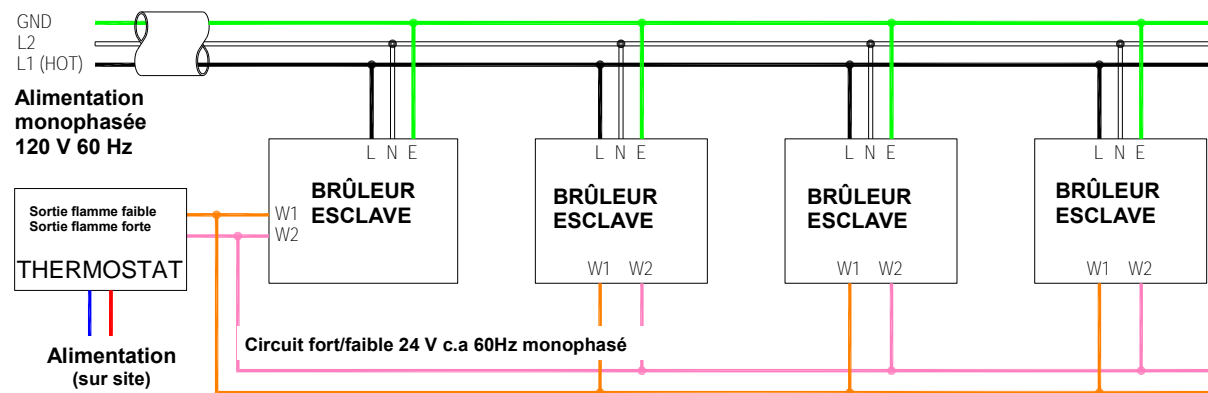 GND
L2
L1 (HOT)
Alimentation
monophasée
120 V 60 Hz
L N E
BRÛLEUR
ESCLAVE
W1
W2
L N E
BRÛLEUR
ESCLAVE
W1 W2
L N E
BRÛLEUR
ESCLAVE
W1 W2
L N E
BRÛLEUR
ESCLAVE
W1 W2
Sortie flamme faible
Sortie flamme forte
THERMOSTAT
Alimentation
(sur site)
Circuit fort/faible 24 V c.a 60Hz monophasé